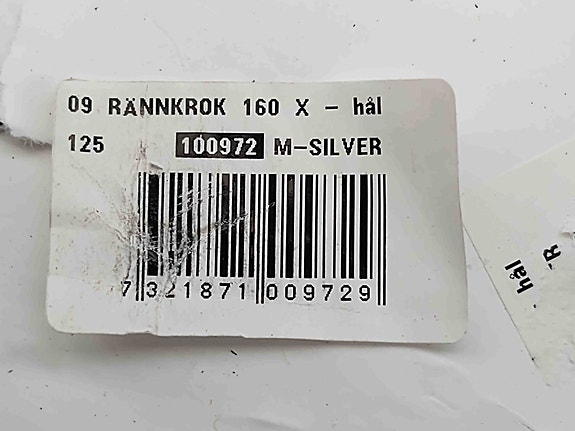 09 RÄNNKROK 160 X – hål
125 100972 M–SILVER
7 321871 009729
hål
R